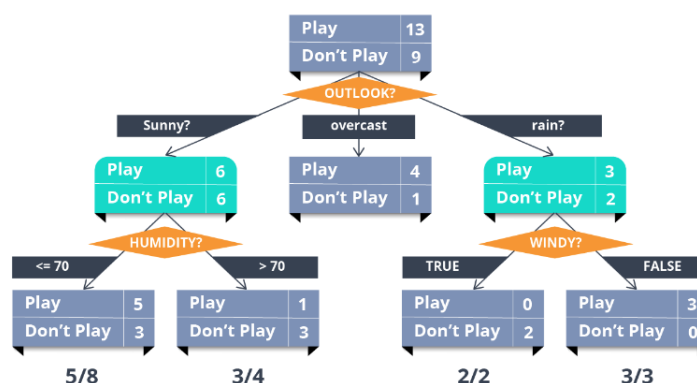 Play 13
Don't Play 9
OUTLOOK?
Sunny? overcast rain?
Play 6 Play 4 Play 3
Don't Play 6 Don't Play 1 Don't Play 2
HUMIDITY? WINDY?
<= 70 > 70 TRUE FALSE
Play 5 Play 1 Play 0 Play 3
Don't Play 3 Don't Play 3 Don't Play 2 Don't Play 0
5/8 3/4 2/2 3/3